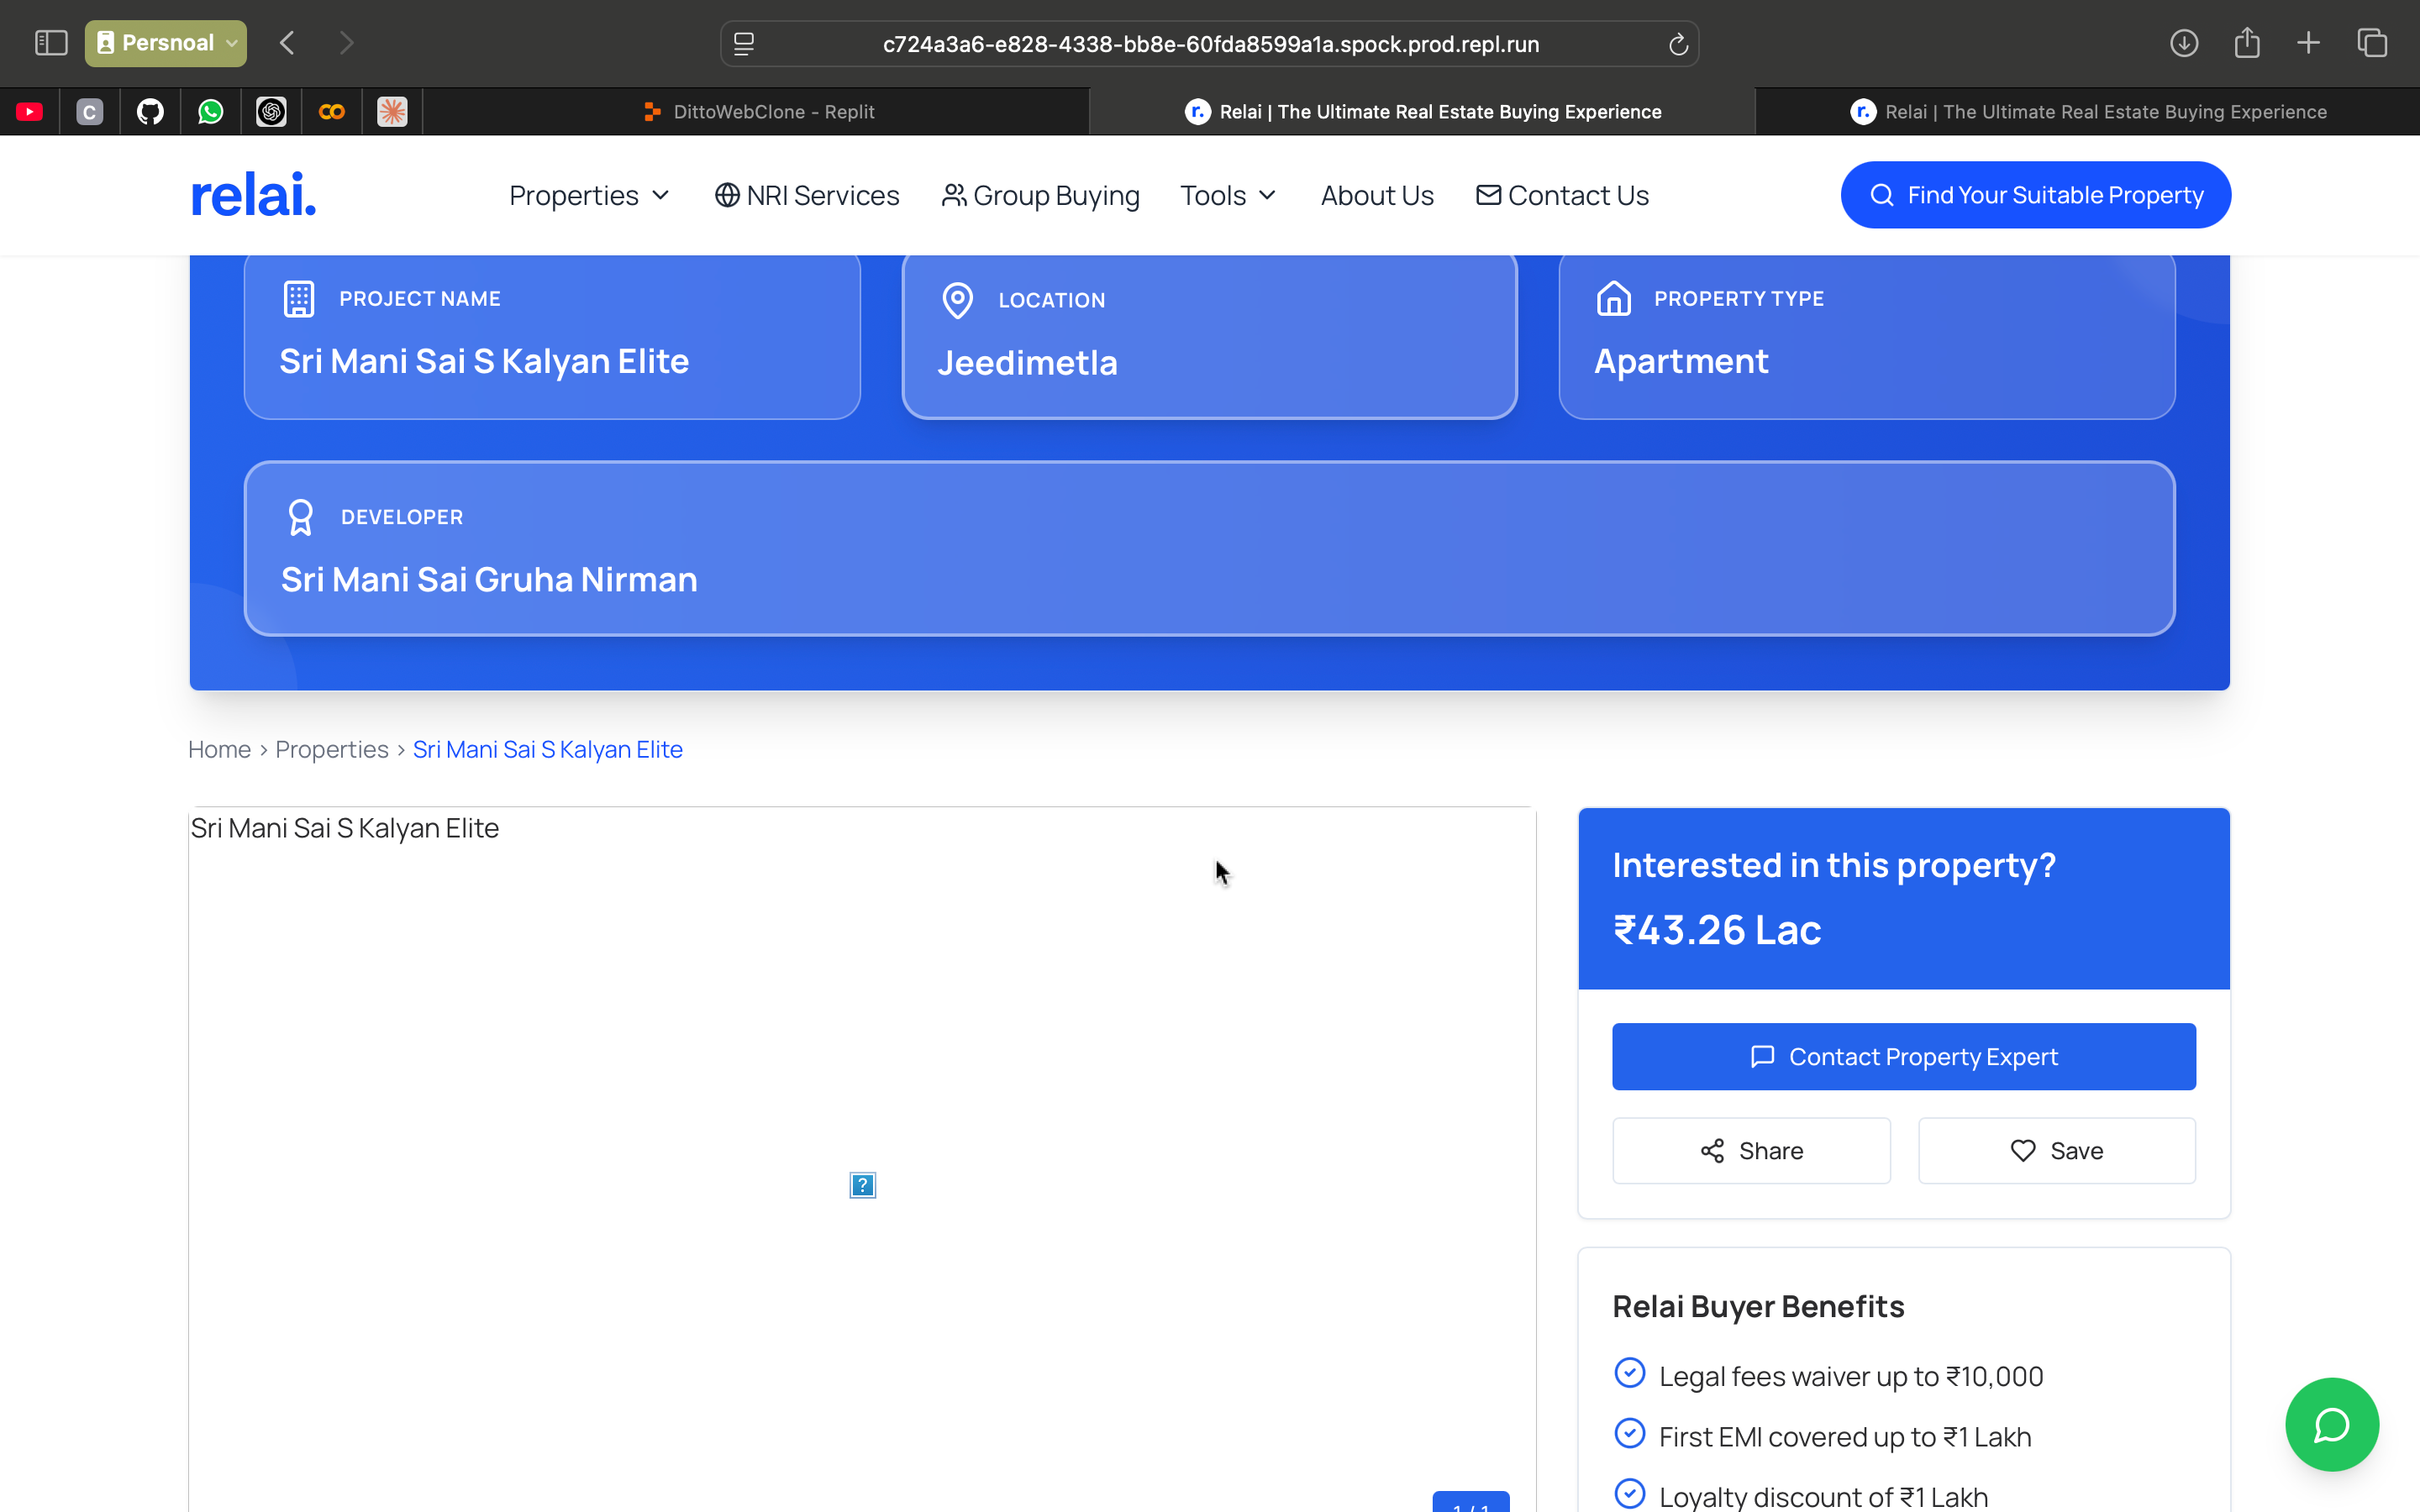 Persnoal
c724a3a6-e828-4338-bb8e-60fda8599a1a.spock.prod.repl.run
C
DittoWebClone - Replit
r. Relai | The Ultimate Real Estate Buying Experience
r. Relai | The Ultimate Real Estate Buying Experience
relai.
Properties
NRI Services
Group Buying
Tools
About Us
Contact Us
Find Your Suitable Property
PROJECT NAME
Sri Mani Sai S Kalyan Elite
LOCATION
Jeedimetla
PROPERTY TYPE
Apartment
DEVELOPER
Sri Mani Sai Gruha Nirman
Home > Properties > Sri Mani Sai S Kalyan Elite
Sri Mani Sai S Kalyan Elite
?
1 / 1
Interested in this property?
₹43.26 Lac
Contact Property Expert
Share
Save
Relai Buyer Benefits
Legal fees waiver up to ₹10,000
First EMI covered up to ₹1 Lakh
Loyalty discount of ₹1 Lakh